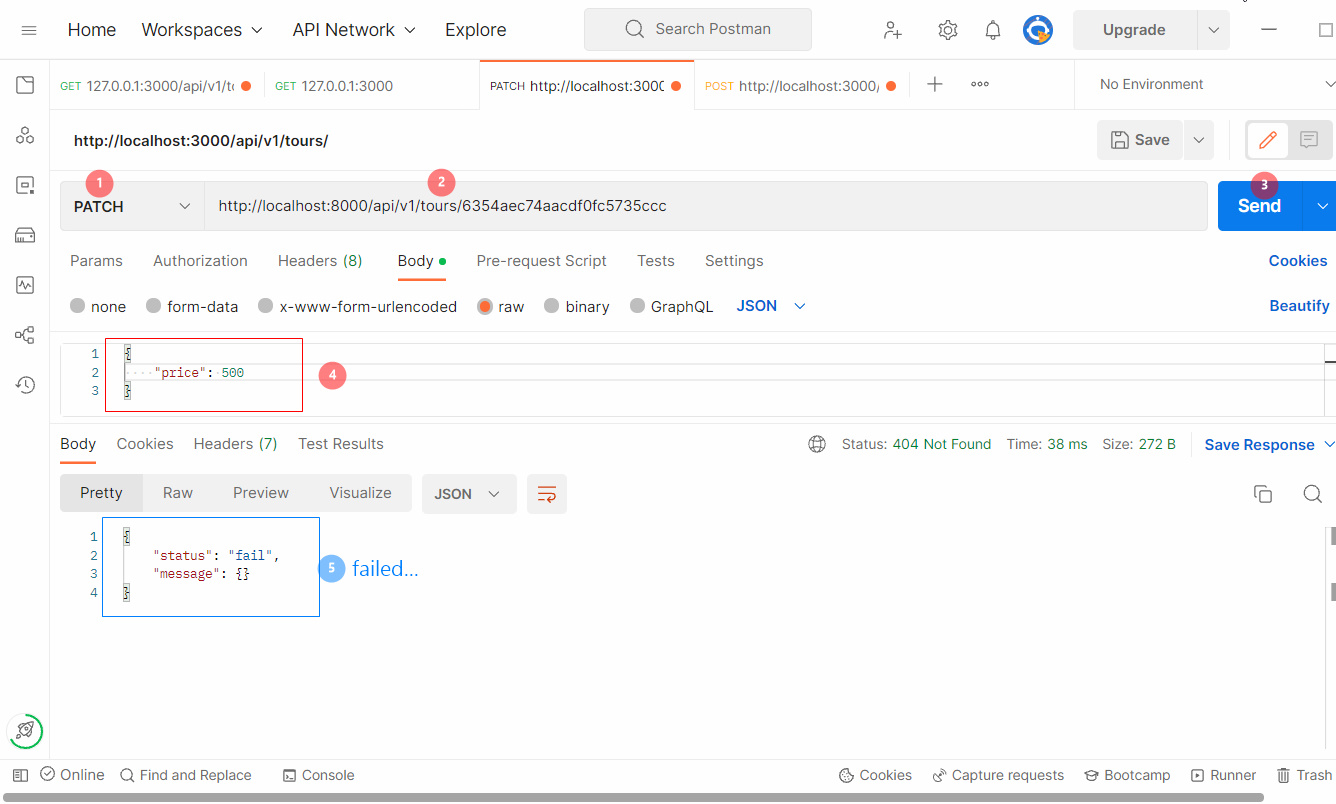 Home Workspaces API Network Explore Search Postman Upgrade
GET 127.0.0.1:3000/api/v1/to GET 127.0.0.1:3000 PATCH http://localhost:3000 POST http://localhost:3000/ No Environment
http://localhost:3000/api/v1/tours/ Save
1 2 3
PATCH http://localhost:8000/api/v1/tours/6354aec74aacdf0fc5735ccc Send
Params Authorization Headers (8) Body Pre-request Script Tests Settings Cookies
none form-data x-www-form-urlencoded raw binary GraphQL JSON Beautify
1 {
2 "price": 500 4
3 }
Body Cookies Headers (7) Test Results Status: 404 Not Found Time: 38 ms Size: 272 B Save Response
Pretty Raw Preview Visualize JSON
1 {
2 "status": "fail",
3 "message": {} 5 failed...
4 }
Online Find and Replace Console Cookies Capture requests Bootcamp Runner Trash